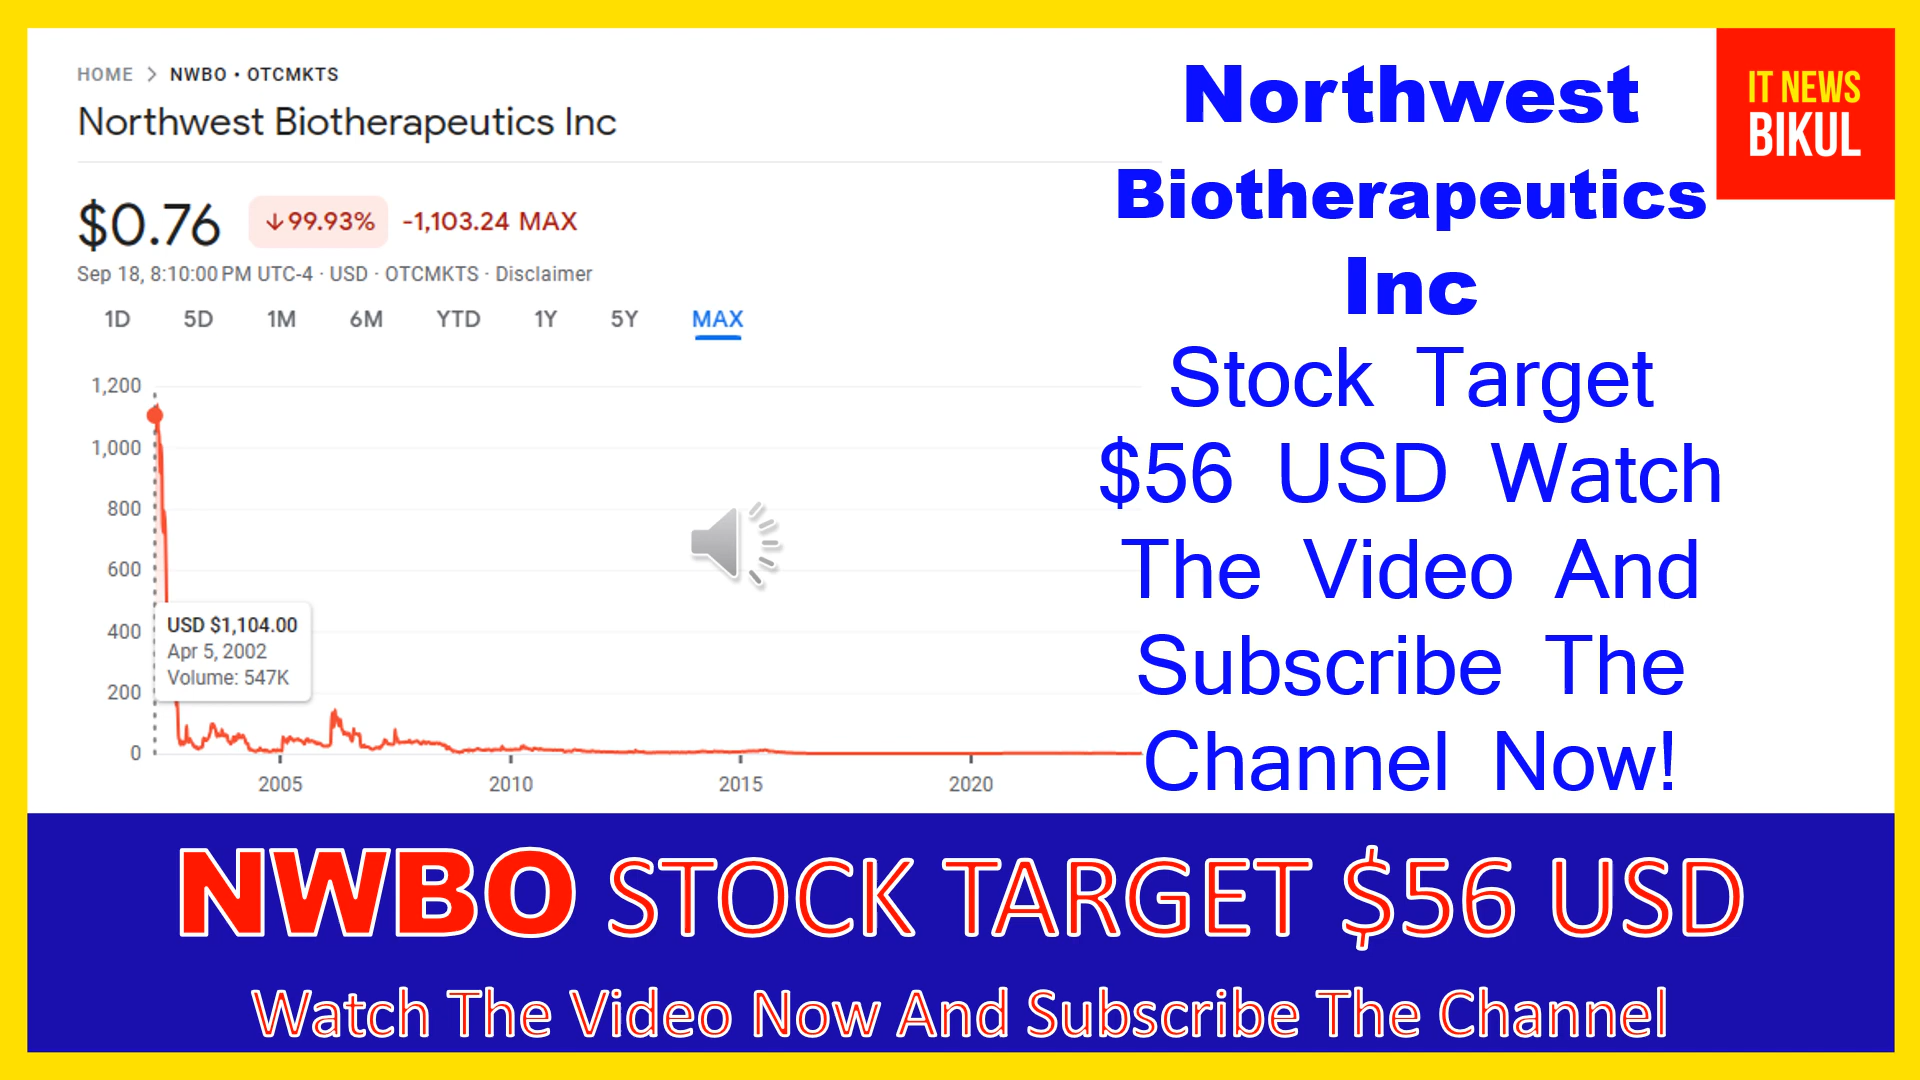 HOME > NWBO • OTCMKTS
Northwest Biotherapeutics Inc
$0.76 ↓99.93% -1,103.24 MAX
Sep 18, 8:10:00 PM UTC-4 · USD · OTCMKTS · Disclaimer
1D 5D 1M 6M YTD 1Y 5Y MAX
1,200
1,000
800
600
400
200
0
USD $1,104.00
Apr 5, 2002
Volume: 547K
2005 2010 2015 2020
Northwest
Biotherapeutics
Inc
Stock Target
$56 USD Watch
The Video And
Subscribe The
Channel Now!
IT NEWS
BIKUL
NWBO STOCK TARGET $56 USD
Watch The Video Now And Subscribe The Channel